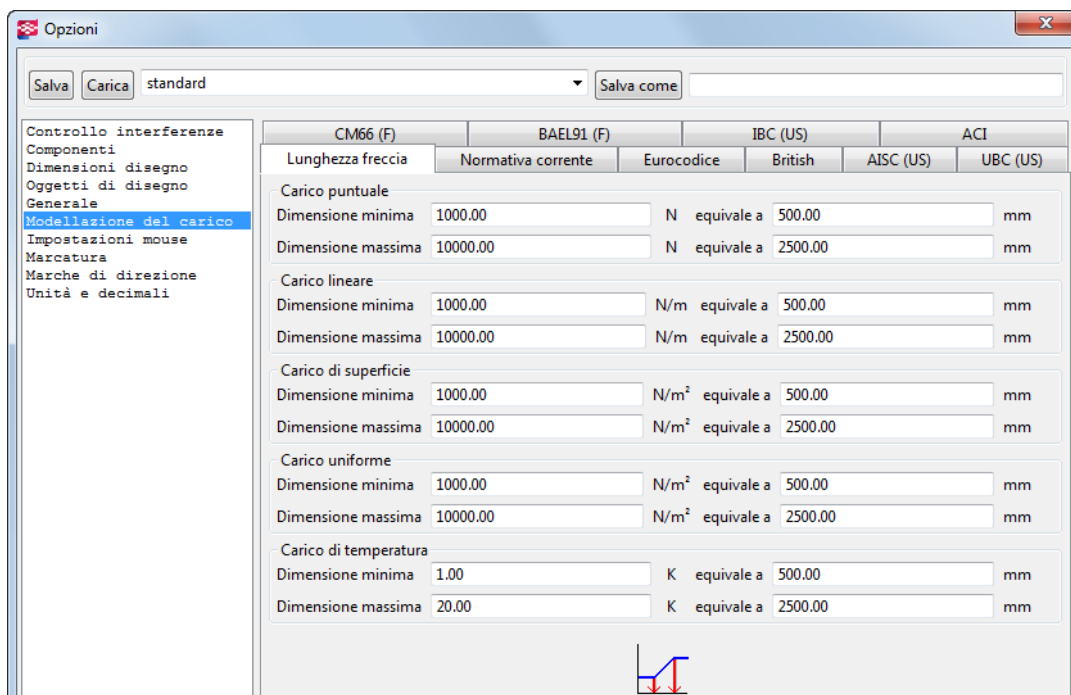 Opzioni
Salva Carica standard Salva come
Controllo interferenze
Componenti
Dimensioni disegno
Oggetti di disegno
Generale
Modellazione del carico
Impostazioni mouse
Marcatura
Marche di direzione
Unità e decimali
CM66 (F) BAEL91 (F) IBC (US) ACI
Lunghezza freccia Normativa corrente Eurocodice British AISC (US) UBC (US)
Carico puntuale
Dimensione minima 1000.00 N equivale a 500.00 mm
Dimensione massima 10000.00 N equivale a 2500.00 mm
Carico lineare
Dimensione minima 1000.00 N/m equivale a 500.00 mm
Dimensione massima 10000.00 N/m equivale a 2500.00 mm
Carico di superficie
Dimensione minima 1000.00 N/m² equivale a 500.00 mm
Dimensione massima 10000.00 N/m² equivale a 2500.00 mm
Carico uniforme
Dimensione minima 1000.00 N/m² equivale a 500.00 mm
Dimensione massima 10000.00 N/m² equivale a 2500.00 mm
Carico di temperatura
Dimensione minima 1.00 K equivale a 500.00 mm
Dimensione massima 20.00 K equivale a 2500.00 mm